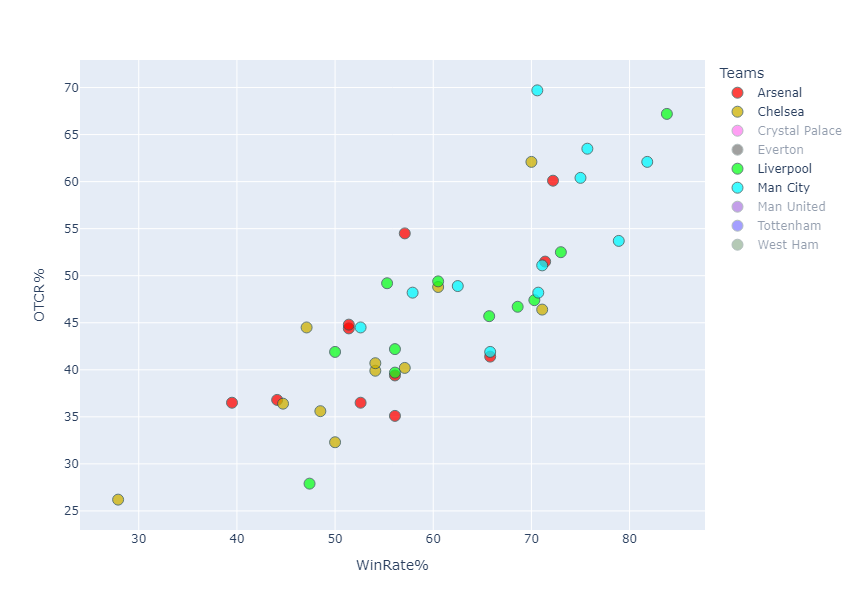 Teams
Arsenal
Chelsea
Crystal Palace
Everton
Liverpool
Man City
Man United
Tottenham
West Ham
70
65
60
55
50
45
40
35
30
25
OTCR%
30 40 50 60 70 80
WinRate%